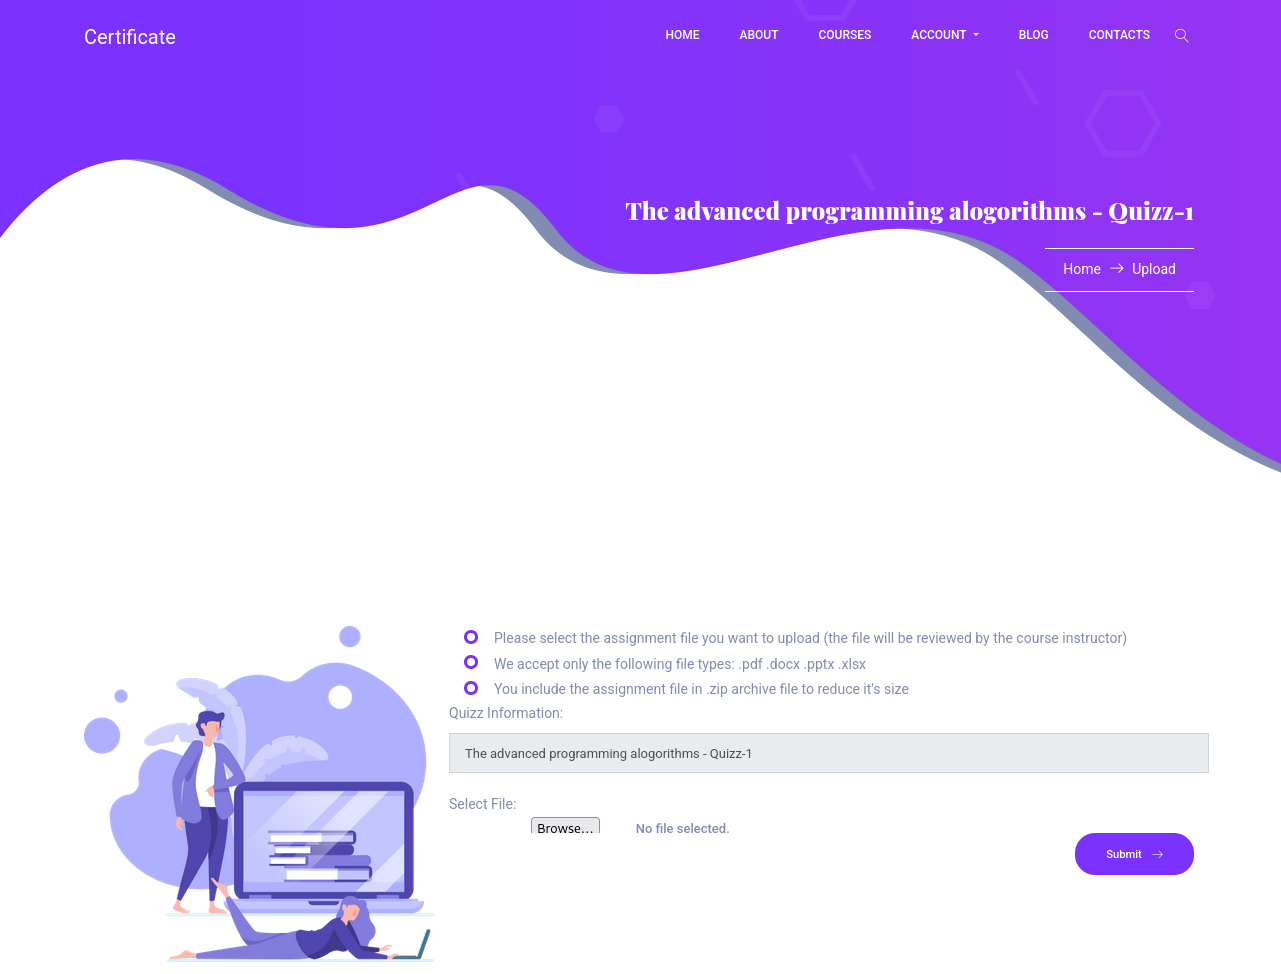 Certificate
HOME ABOUT COURSES ACCOUNT BLOG CONTACTS
The advanced programming alogorithms - Quizz-1
Home Upload
Please select the assignment file you want to upload (the file will be reviewed by the course instructor)
We accept only the following file types: .pdf .docx .pptx .xlsx
You include the assignment file in .zip archive file to reduce it's size
Quizz Information:
The advanced programming alogorithms - Quizz-1
Select File:
Browse... No file selected.
Submit